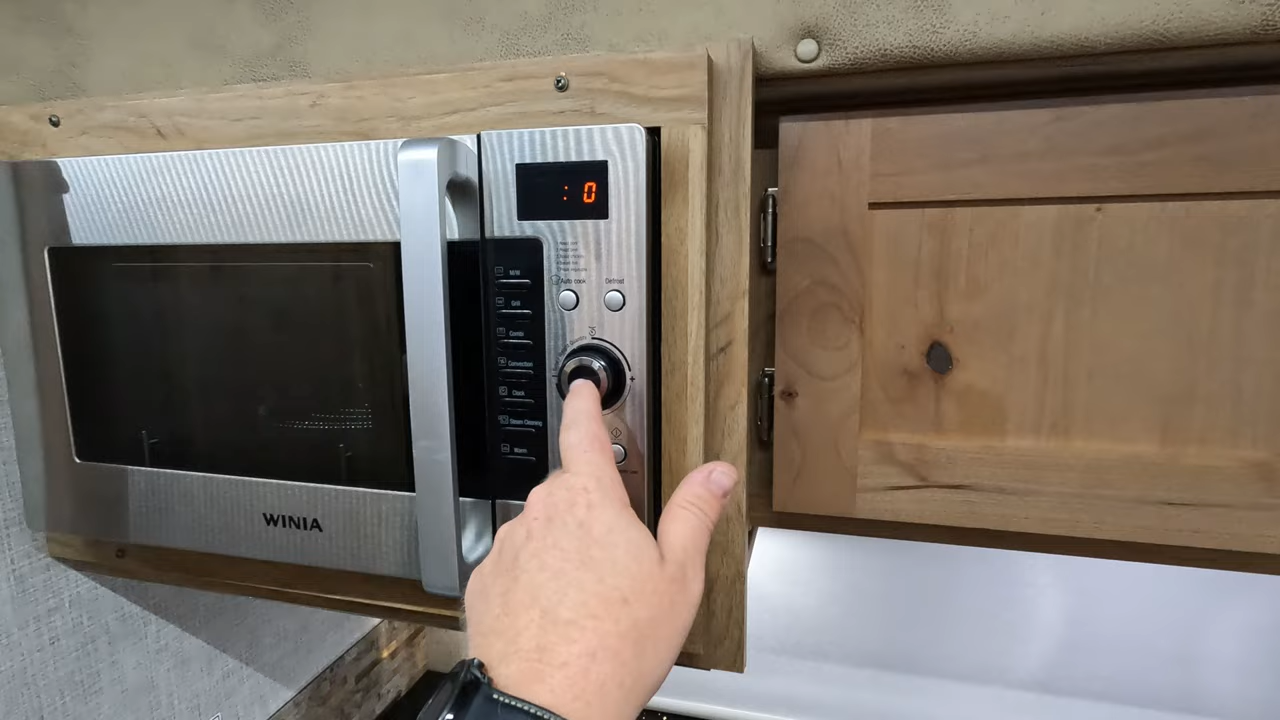 : 0
M/W
Grill
Auto cook
Defrost
Combi
Convection
Clock
Steam Cleaning
Warm
- +
WINIA